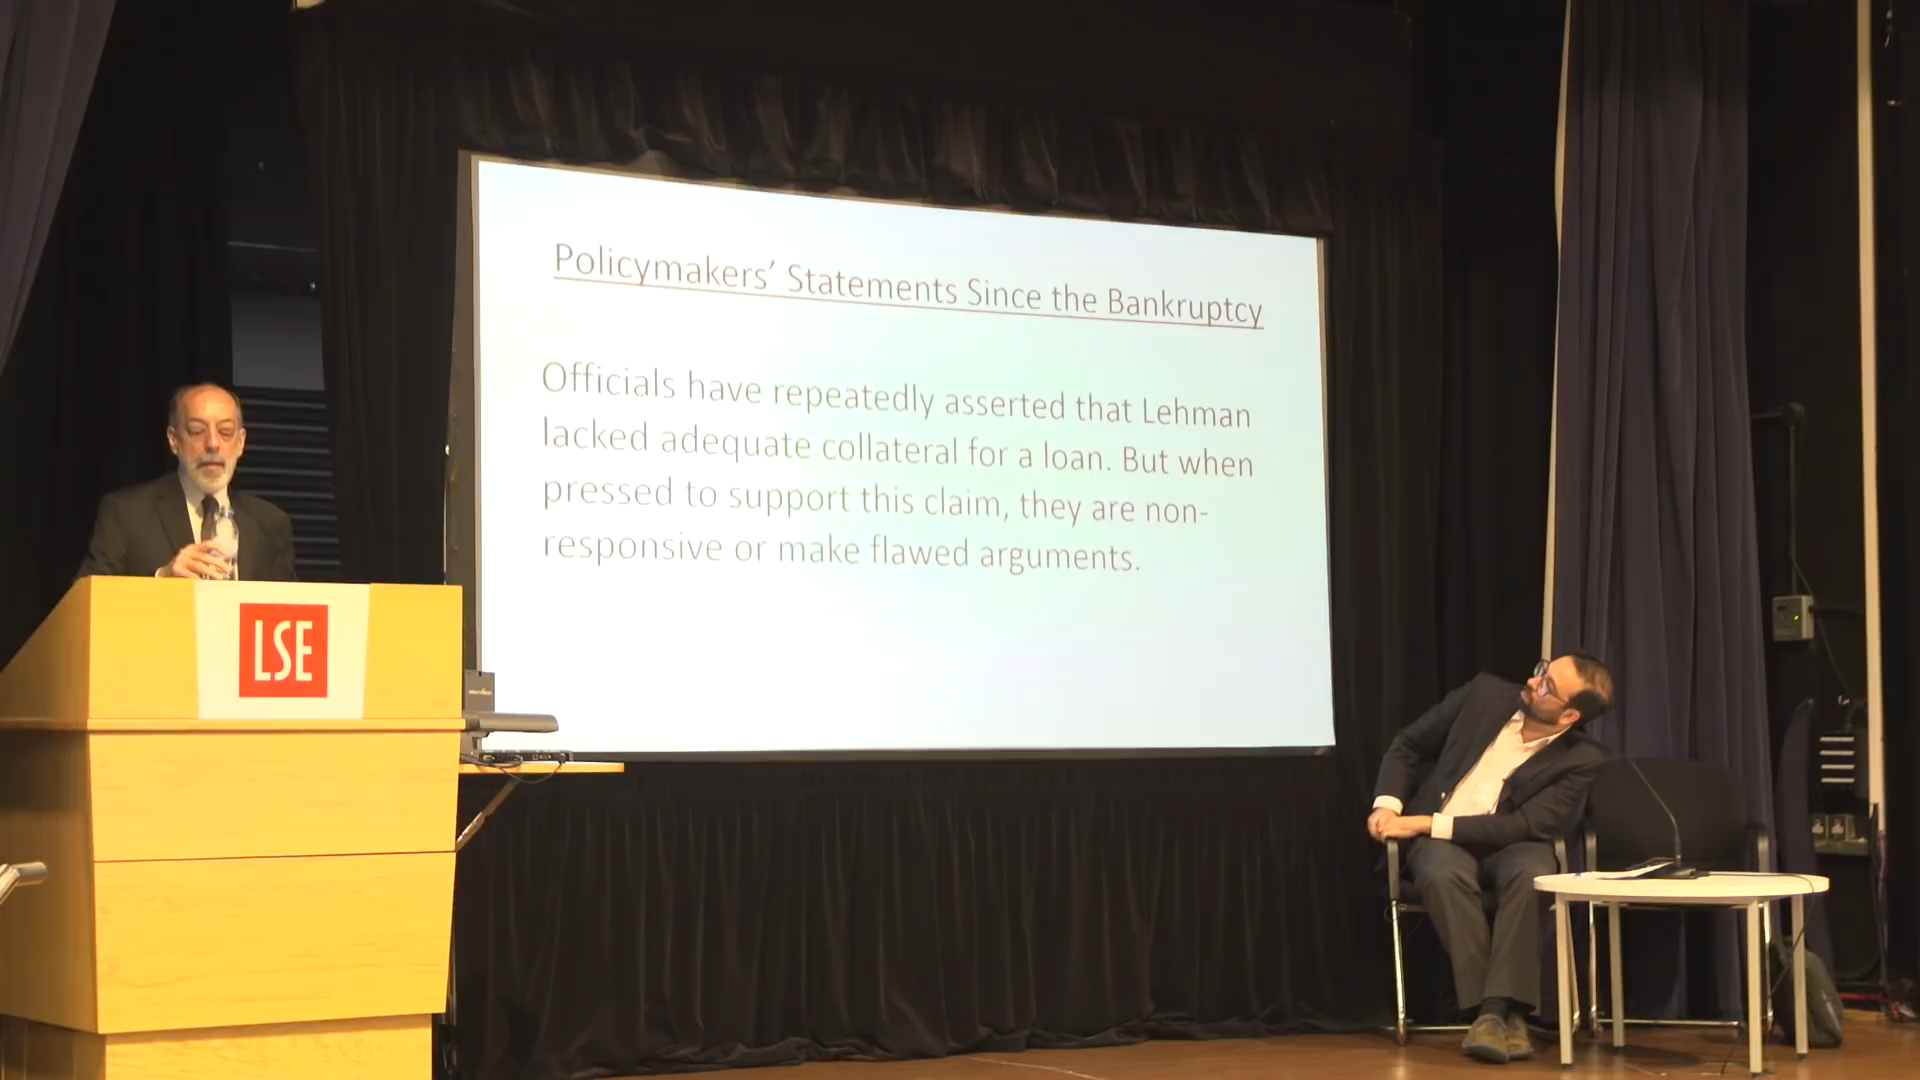 Policymakers’ Statements Since the Bankruptcy
Officials have repeatedly asserted that Lehman
lacked adequate collateral for a loan. But when
pressed to support this claim, they are non-
responsive or make flawed arguments.
LSE